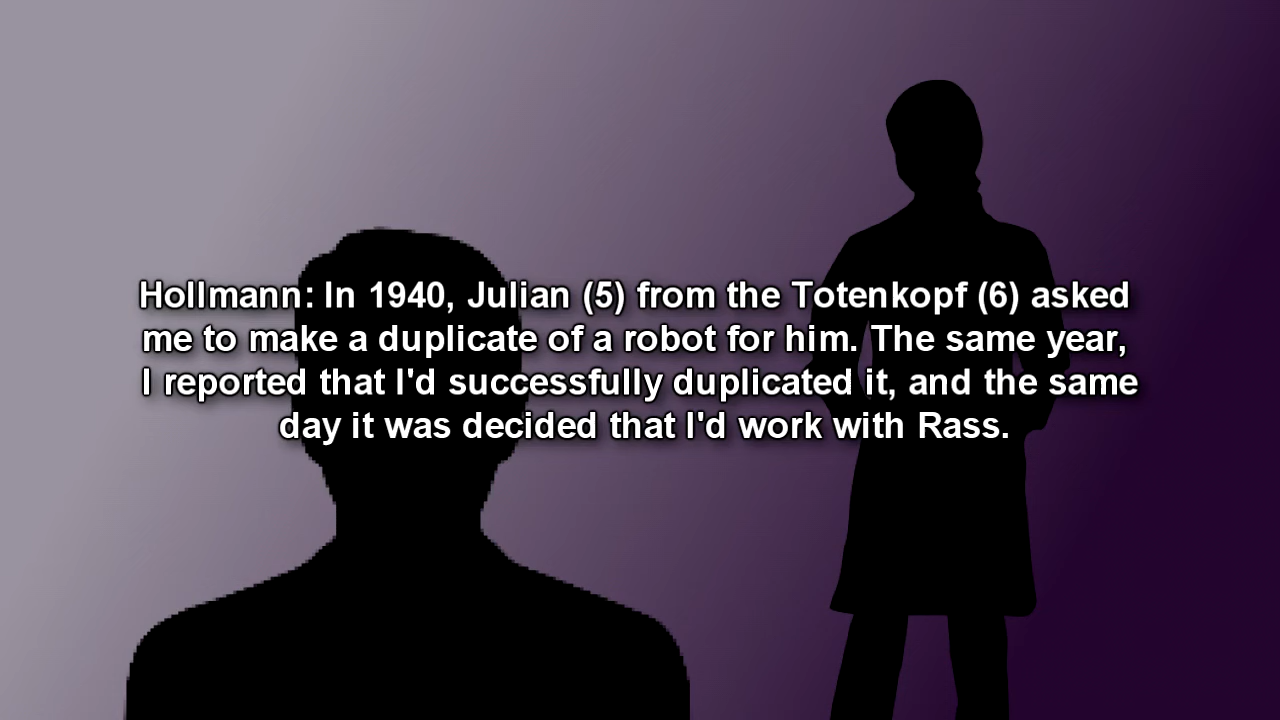 Hollmann: In 1940, Julian (5) from the Totenkopf (6) asked
me to make a duplicate of a robot for him. The same year,
I reported that I'd successfully duplicated it, and the same
day it was decided that I'd work with Rass.